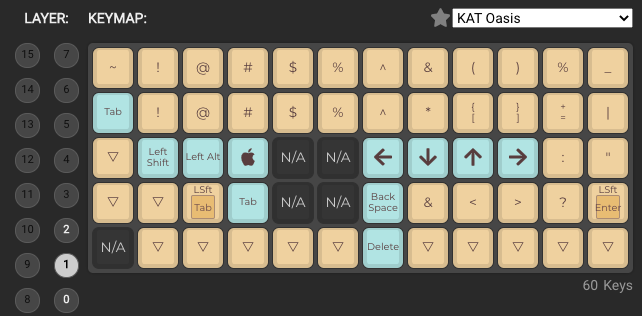 LAYER: KEYMAP: KAT Oasis
15 7 ~ ! @ # $ % ^ & ( ) % _
14 6 Tab ! @ # $ % ^ * { [ } ] + = |
13 5
12 4 ▽ Left Shift Left Alt N/A N/A ← ↓ ↑ → : "
11 3 ▽ ▽ LSft Tab Tab N/A N/A Back Space & < > ? LSft Enter
10 2
9 1 N/A ▽ ▽ ▽ ▽ ▽ Delete ▽ ▽ ▽ ▽ ▽
8 0
60 Keys